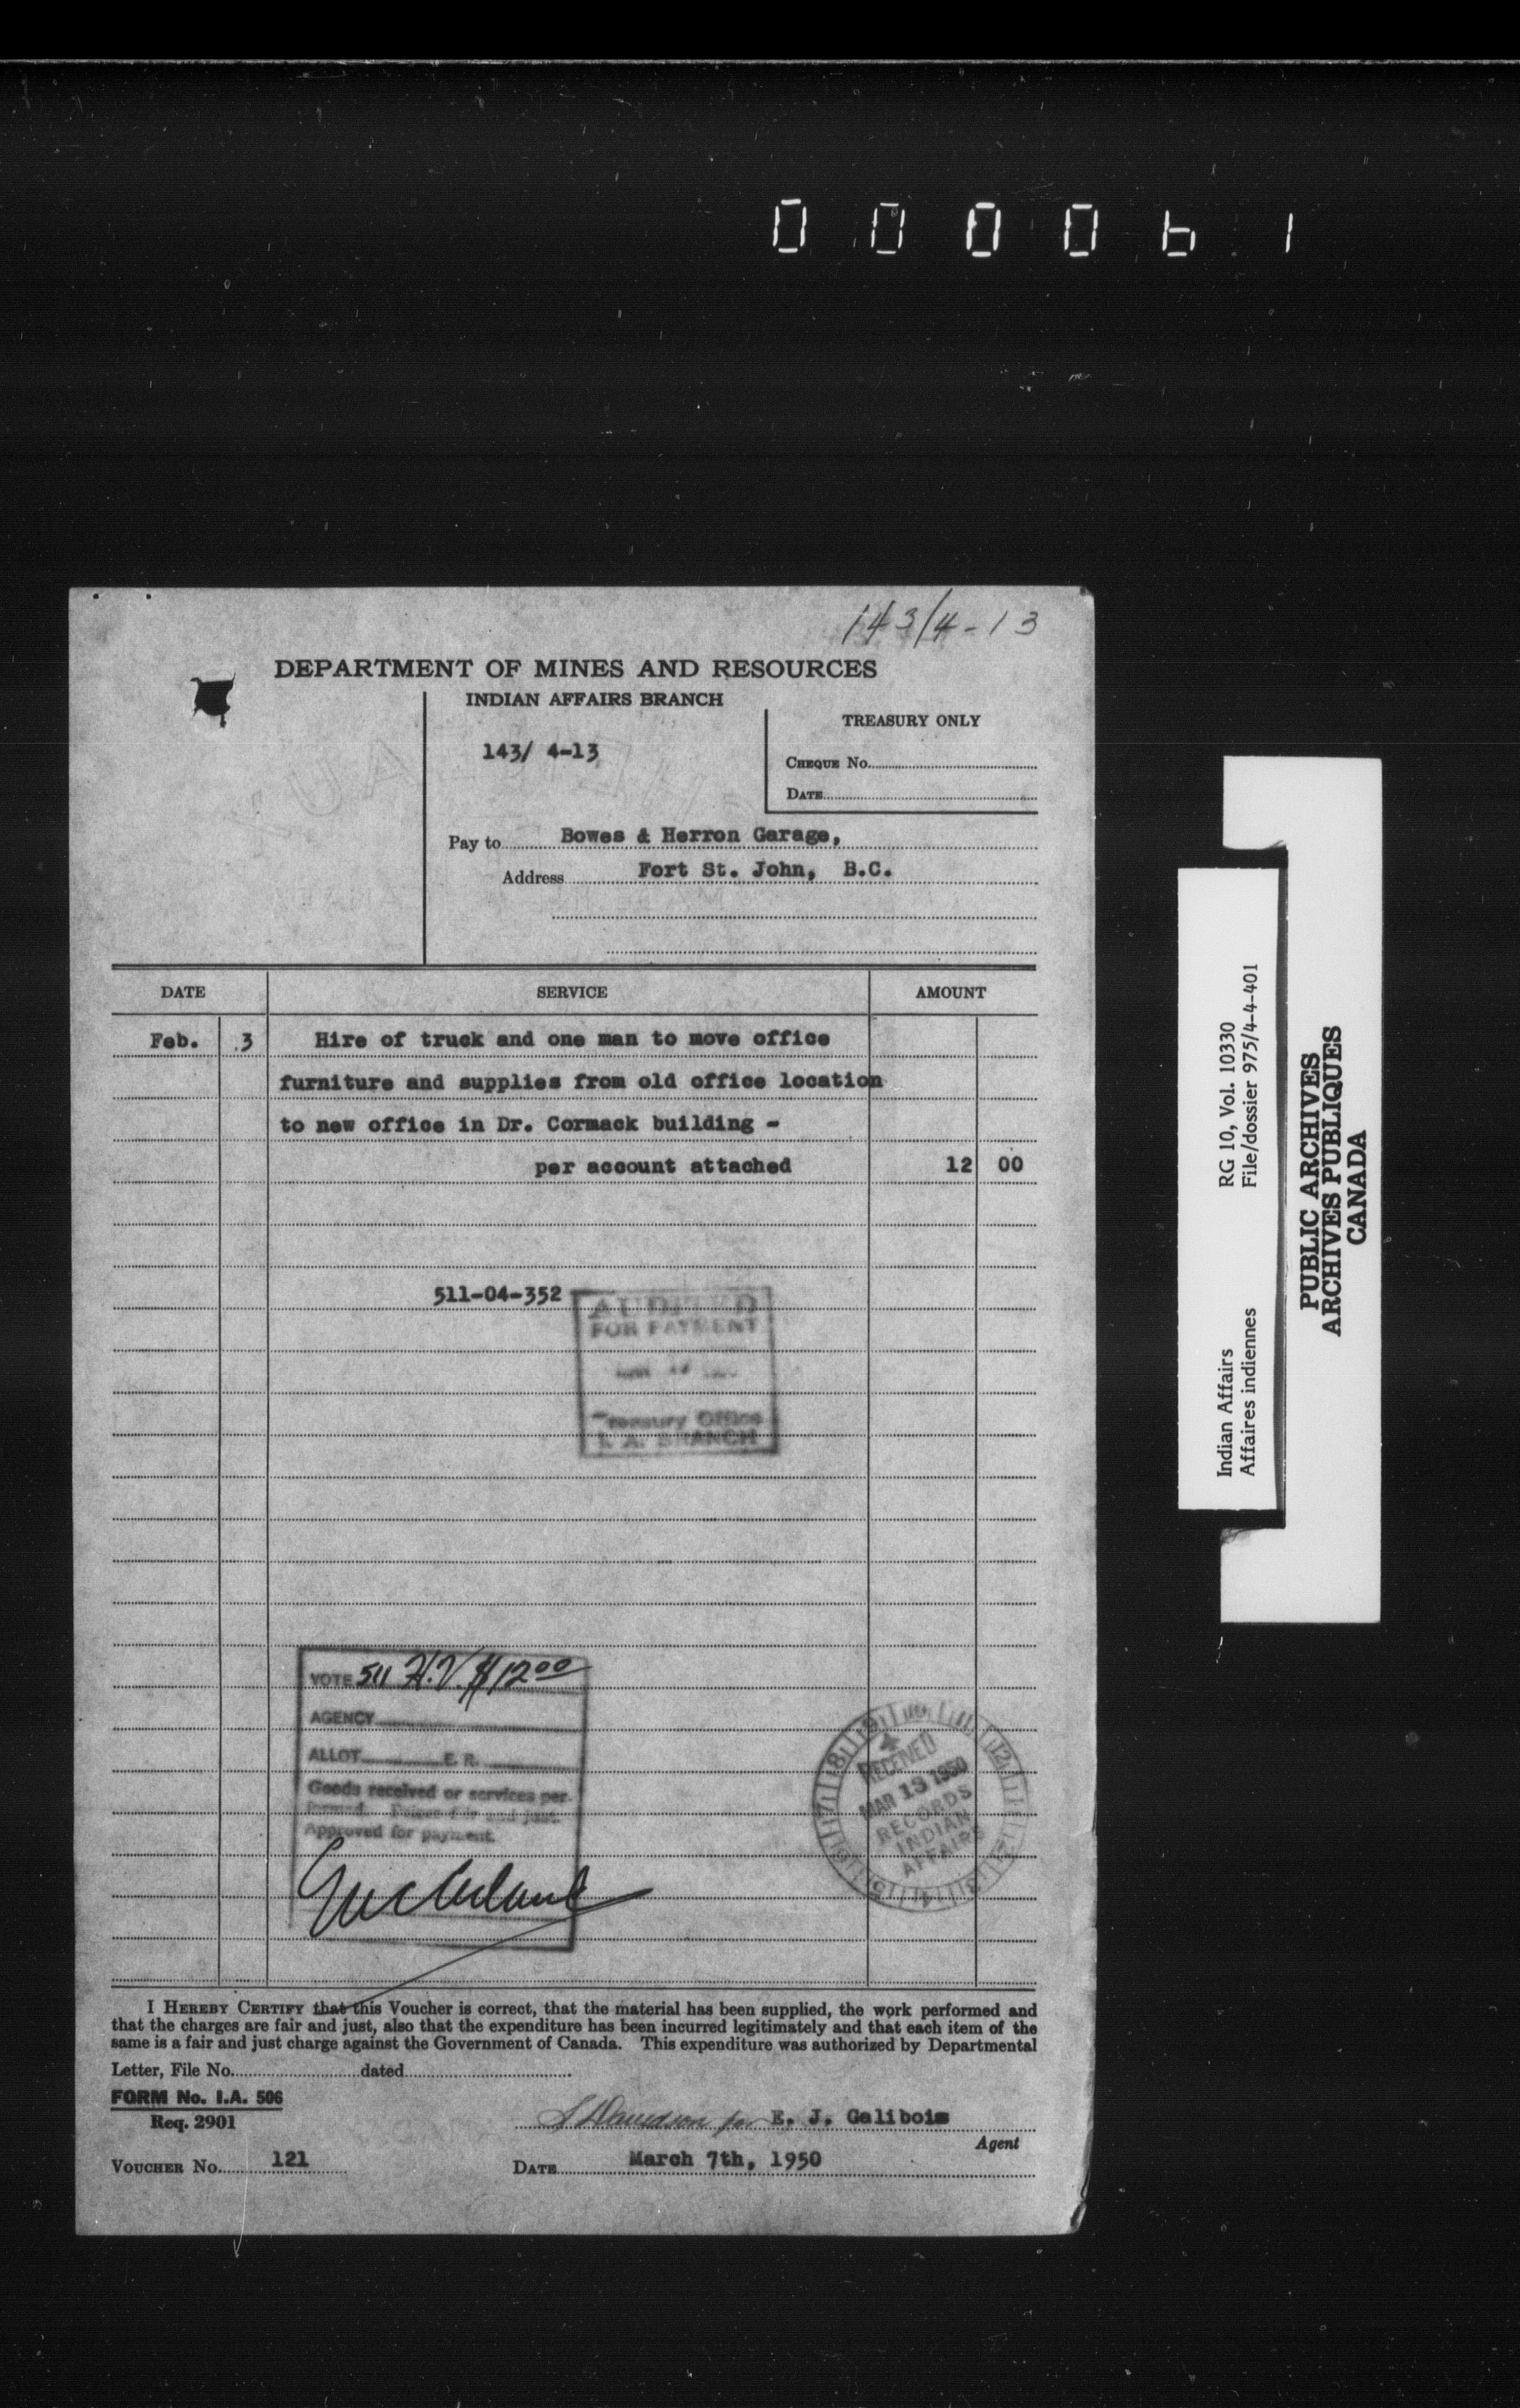 000061
143/4-13
DEPARTMENT OF MINES AND RESOURCES
INDIAN AFFAIRS BRANCH
143/ 4-13
TREASURY ONLY
CHEQUE No.
DATE
Pay to Bowes & Herron Garage,
Address Fort St. John, B.C.
DATE SERVICE AMOUNT
Feb. 3 Hire of truck and one man to move office
furniture and supplies from old office location
to new office in Dr. Cormack building -
per account attached 12 00
511-04-352
AUDITED
FOR PAYMENT
Treasury Office
I. A. BRANCH
VOTE 511 H.V. $12.00
AGENCY
ALLOT. E. R.
Goods received or services per-
formed. Prices fair and just.
Approved for payment.
RECEIVED
MAR 13 1950
RECORDS
INDIAN
AFFAIRS
I HEREBY CERTIFY that this Voucher is correct, that the material has been supplied, the work performed and
that the charges are fair and just, also that the expenditure has been incurred legitimately and that each item of the
same is a fair and just charge against the Government of Canada. This expenditure was authorized by Departmental
Letter, File No. dated
FORM No. I.A. 506
Req. 2901
Davidson for E. J. Galibois
Agent
VOUCHER No. 121
DATE March 7th, 1950
Indian Affairs RG 10, Vol. 10330
Affaires indiennes File/dossier 975/4-4-401
PUBLIC ARCHIVES
ARCHIVES PUBLIQUES
CANADA